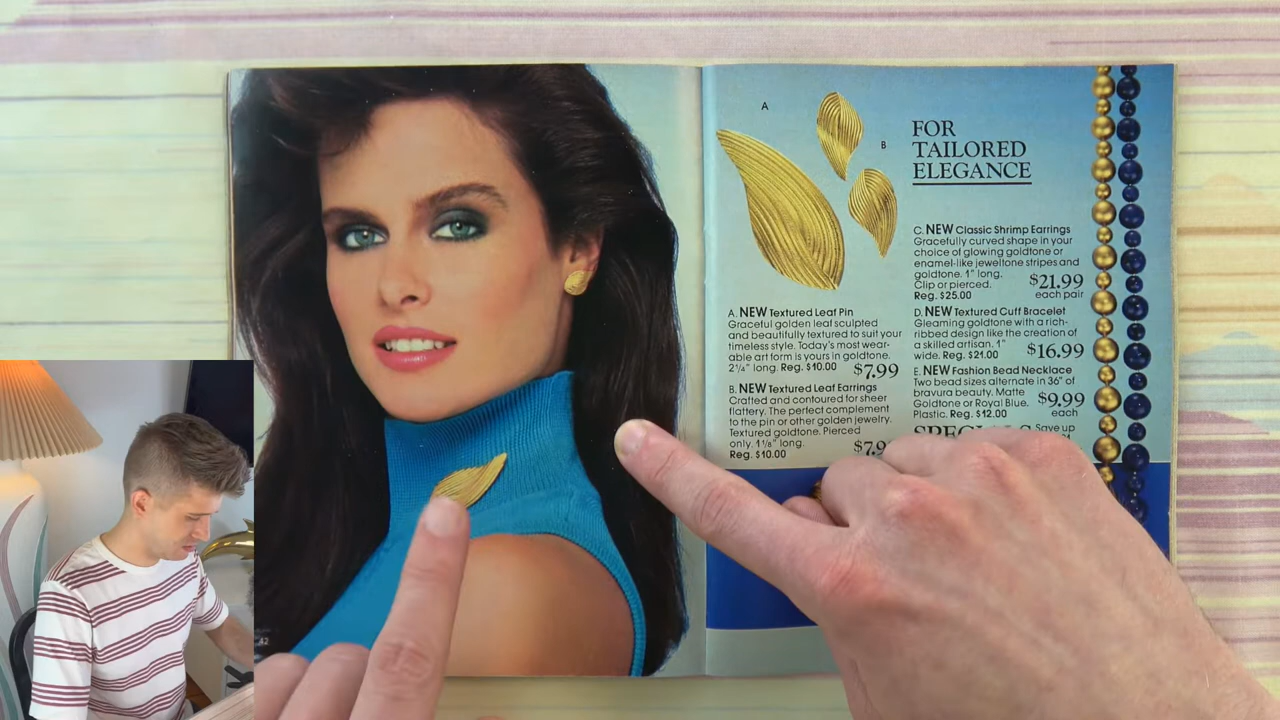 A
B
FOR
TAILORED
ELEGANCE
C. NEW Classic Shrimp Earrings
Gracefully curved shape in your
choice of glowing goldtone or
enamel-like jeweltone stripes and
goldtone. 1" long.
Clip or pierced.
Reg. $25.00
$21.99
each pair
A. NEW Textured Leaf Pin
Graceful golden leaf sculpted
and beautifully textured to suit your
timeless style. Today's most wear-
able art form is yours in goldtone.
2¼" long. Reg. $10.00 $7.99
B. NEW Textured Leaf Earrings
Crafted and contoured for sheer
flattery. The perfect complement
to the pin or other golden jewelry.
Textured goldtone. Pierced
only. 1⅛" long.
Reg. $10.00
D. NEW Textured Cuff Bracelet
Gleaming goldtone with a rich-
ribbed design like the creation of
a skilled artisan. 1"
wide. Reg. $21.00 $16.99
E. NEW Fashion Bead Necklace
Two bead sizes alternate in 36" of
bravura beauty. Matte
Goldtone or Royal Blue.
Plastic. Reg. $12.00
$9.99
each
SPECIALS Save up